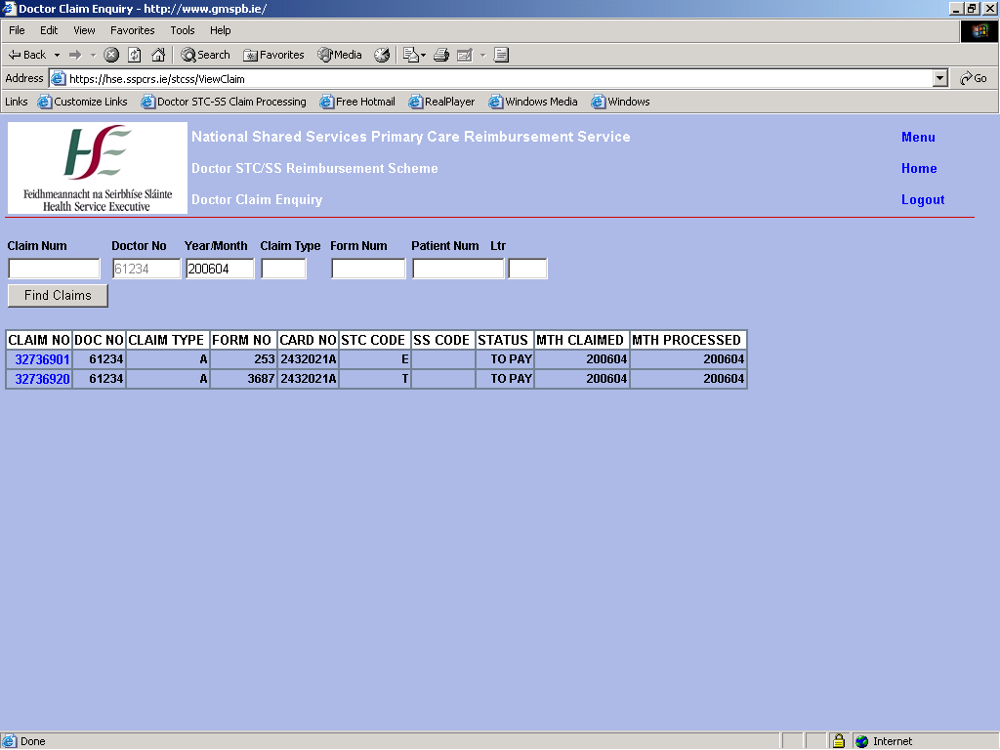 Doctor Claim Enquiry - http://www.gmspb.ie/
File Edit View Favorites Tools Help
Back Search Favorites Media
Address https://hse.sspcrs.ie/stcss/ViewClaim Go
Links Customize Links Doctor STC-SS Claim Processing Free Hotmail RealPlayer Windows Media Windows
HSE
Feidhmeannacht na Seirbhíse Sláinte
Health Service Executive
National Shared Services Primary Care Reimbursement Service
Doctor STC/SS Reimbursement Scheme
Doctor Claim Enquiry
Menu
Home
Logout
Claim Num Doctor No Year/Month Claim Type Form Num Patient Num Ltr
61234 200604
Find Claims
CLAIM NO DOC NO CLAIM TYPE FORM NO CARD NO STC CODE SS CODE STATUS MTH CLAIMED MTH PROCESSED
32736901 61234 A 253 2432021A E TO PAY 200604 200604
32736920 61234 A 3687 2432021A T TO PAY 200604 200604
Done Internet